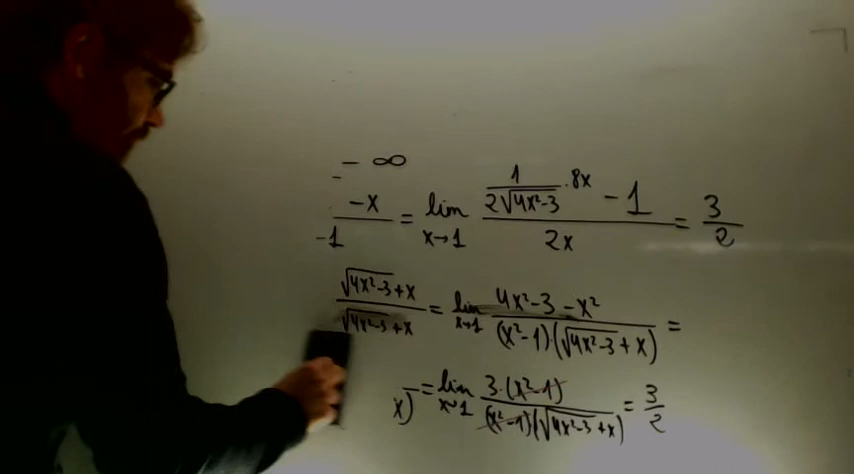 - ∞
-x / -1 = lim x→1 (1/(2√(4x²-3)) · 8x - 1) / 2x = 3/2
(√(4x²-3) + x) / (√(4x²-3) + x) = lim x→1 (4x²-3-x²) / ((x²-1)·(√(4x²-3) + x)) =
x) = lim x→1 3·(x²-1) / ((x²-1)(√(4x²-3) + x)) = 3/2